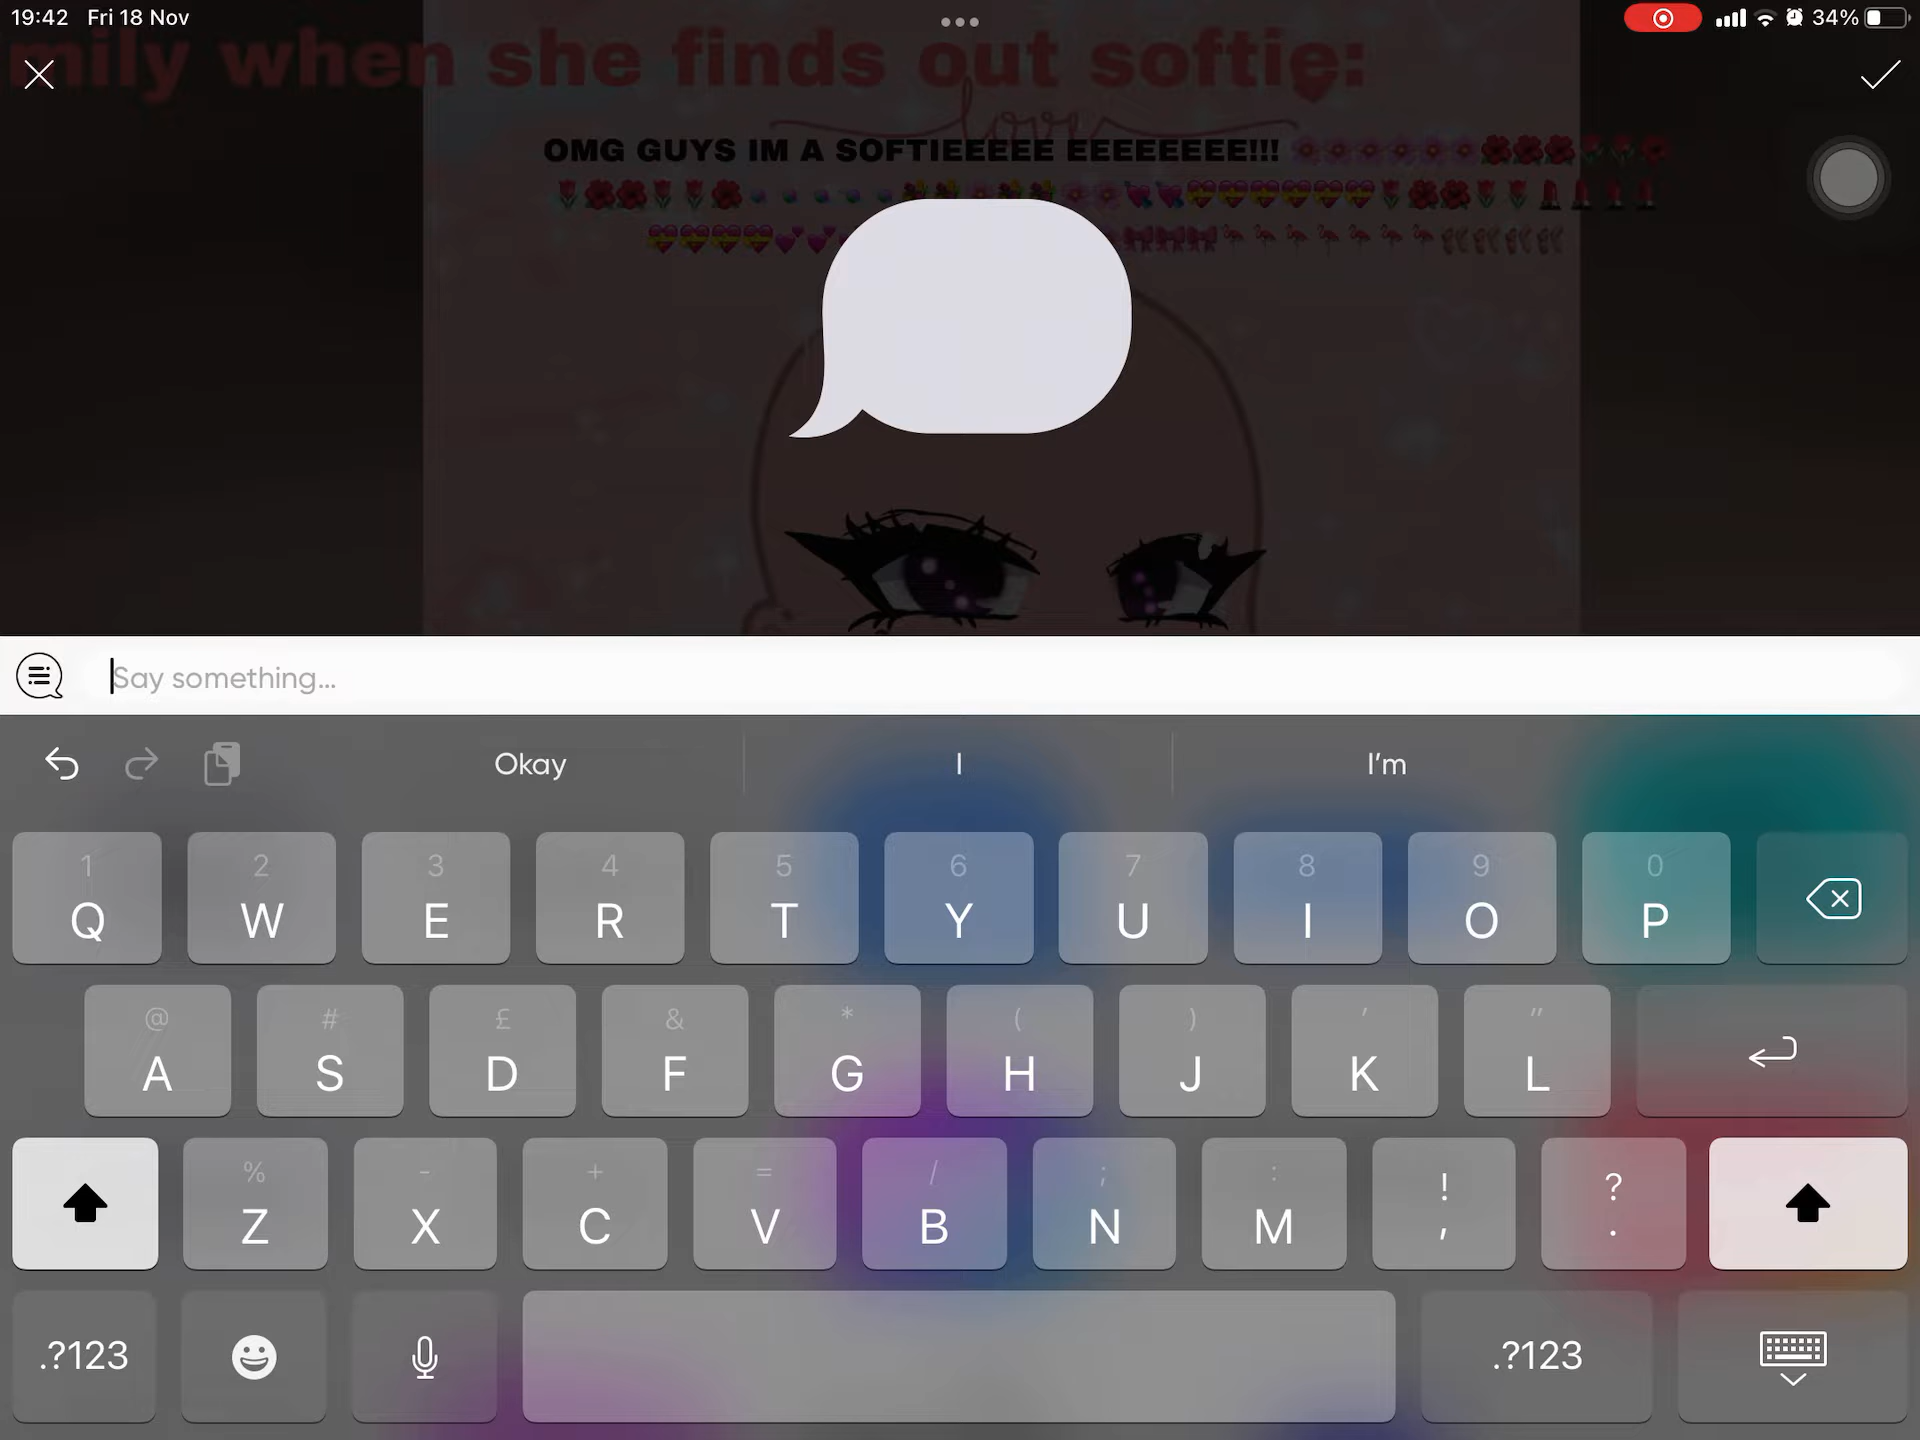 19:42 Fri 18 Nov
34%
mily when she finds out softie:
love
OMG GUYS IM A SOFTIEEEEE EEEEEEEE!!! 🌸🌸🌸🌸🌸🌸🌺🌺🌺🌹🌹🌺
Say something...
Okay I I'm
1 2 3 4 5 6 7 8 9 0
Q W E R T Y U I O P
@ # £ & * ( ) ' "
A S D F G H J K L
% - + = / ; : ! ?
Z X C V B N M , .
.?123 .?123